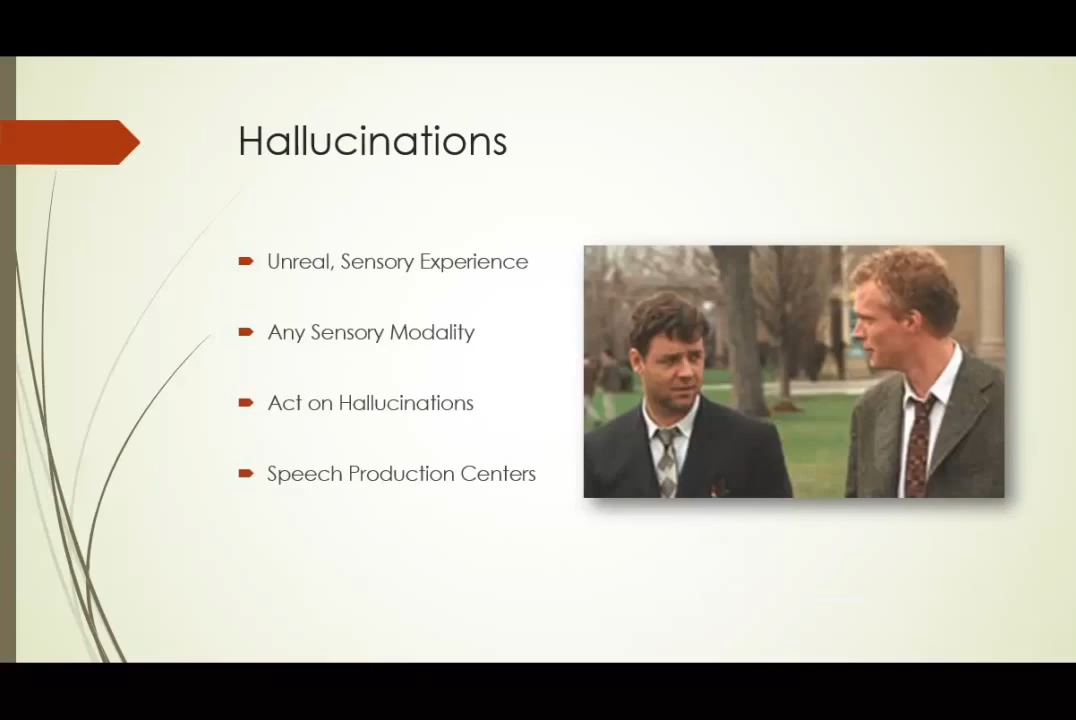 Hallucinations
Unreal, Sensory Experience
Any Sensory Modality
Act on Hallucinations
Speech Production Centers